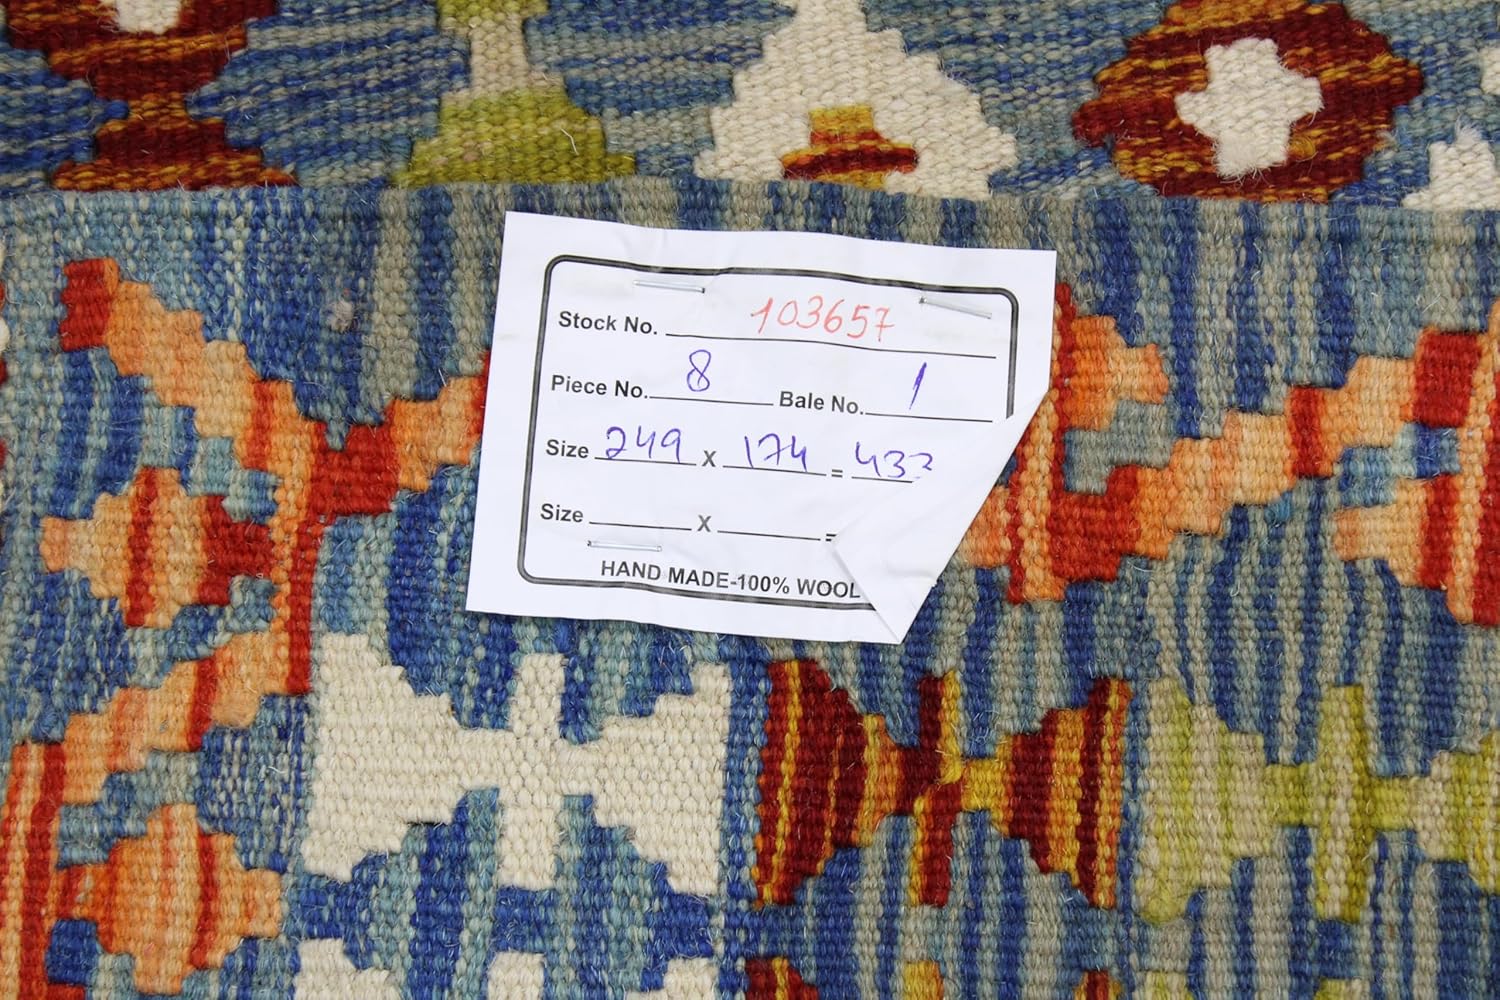 Stock No. 103657
Piece No. 8 Bale No. 1
Size 249 x 174 = 433
Size x =
HAND MADE-100% WOOL